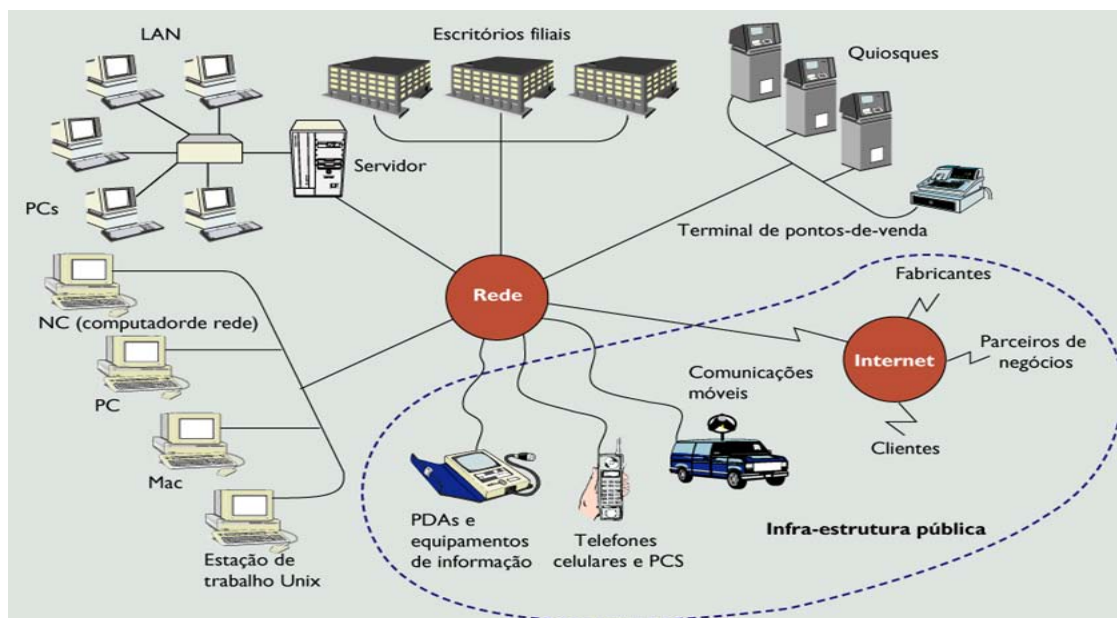 LAN
Escritórios filiais
Quiosques
Servidor
PCs
Terminal de pontos-de-venda
NC (computadorde rede)
Rede
Fabricantes
Internet
Parceiros de
negócios
Comunicações
móveis
PC
Clientes
Mac
Estação de
trabalho Unix
PDAs e
equipamentos
de informação
Telefones
celulares e PCS
Infra-estrutura pública